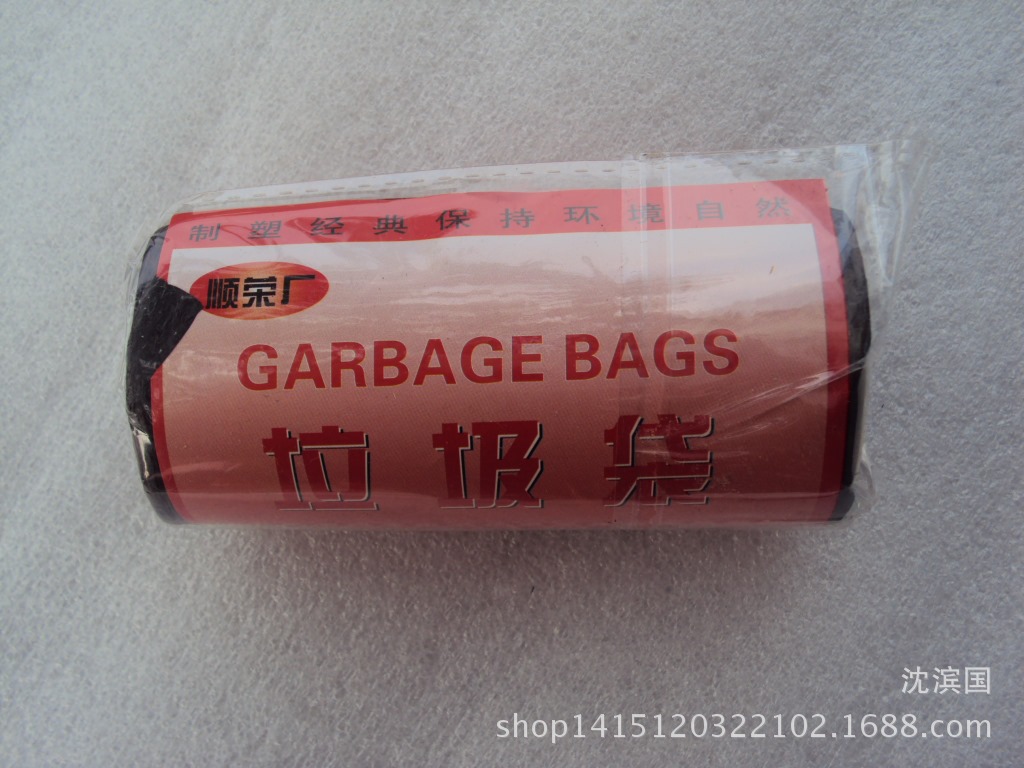 制塑经典保持环境自然
顺荣厂
GARBAGE BAGS
垃圾袋
沈滨国
shop1415120322102.1688.com